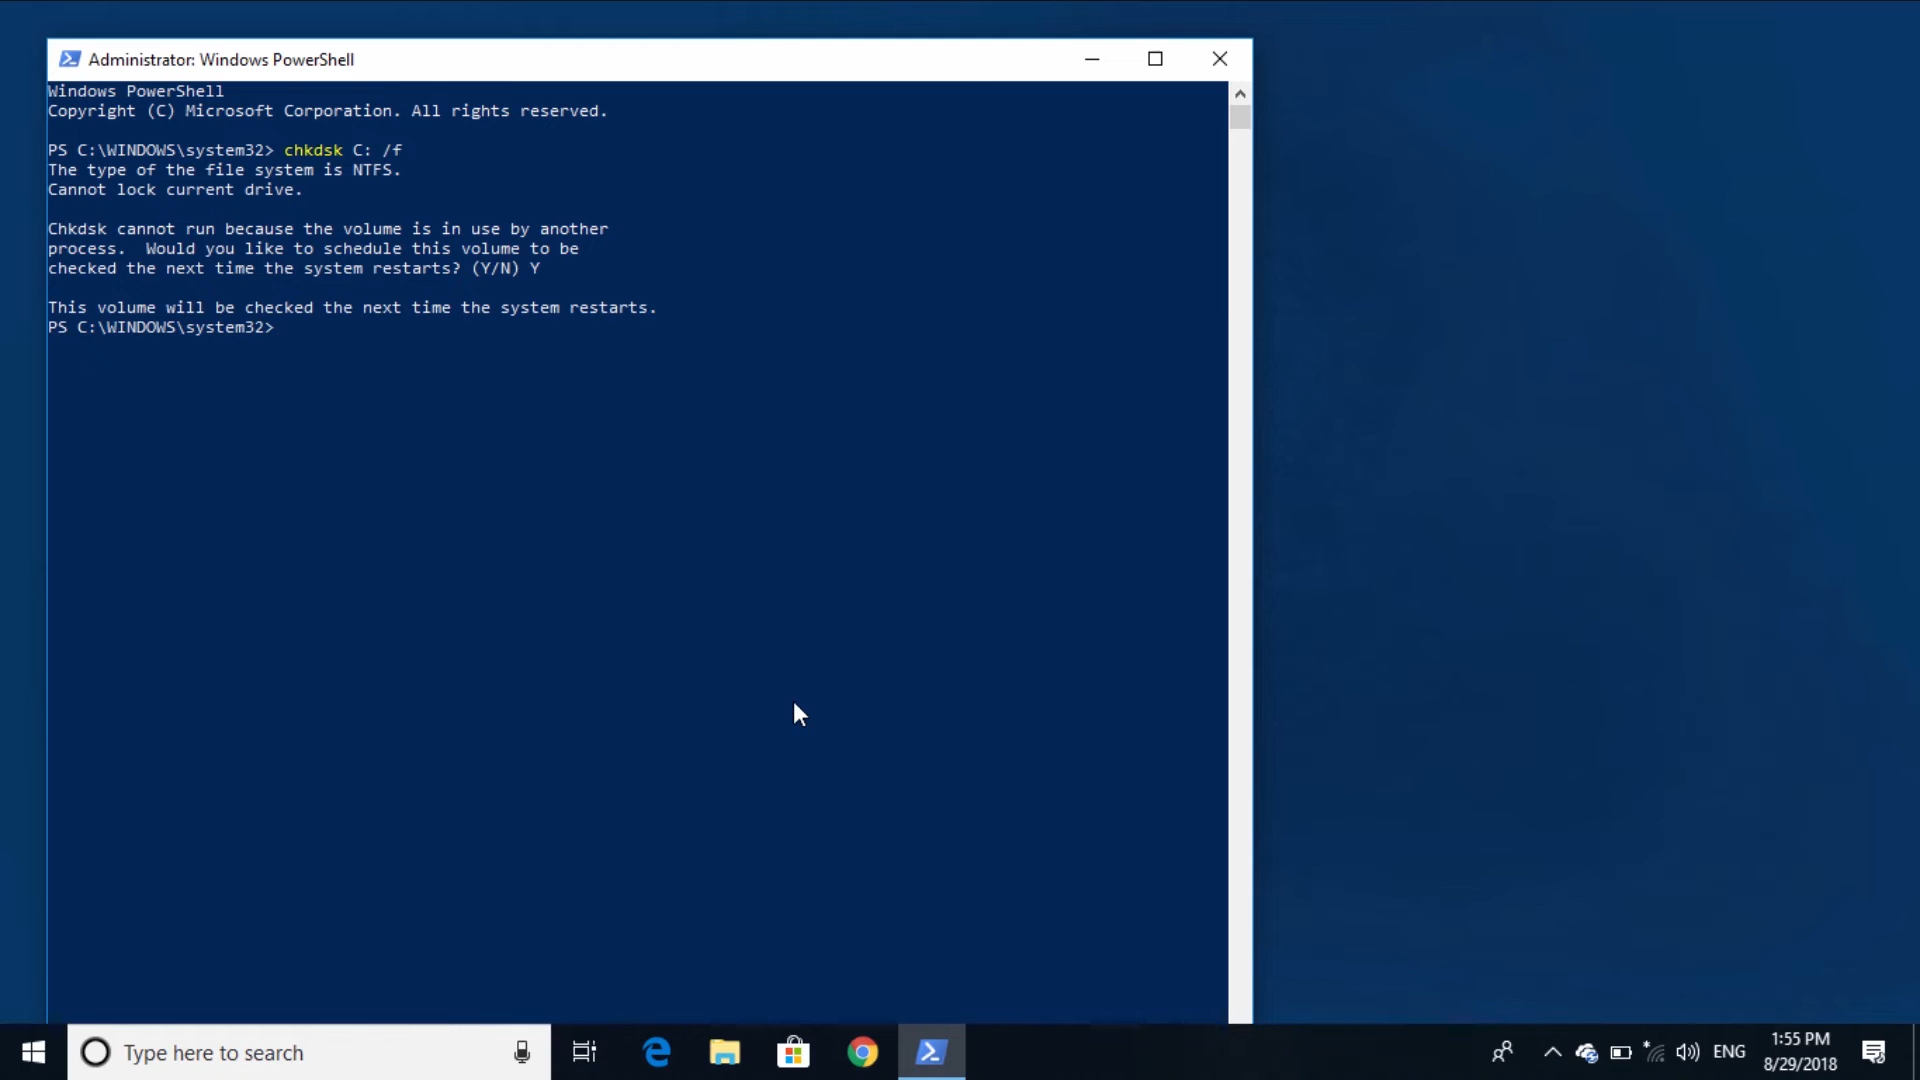 Administrator: Windows PowerShell
Windows PowerShell
Copyright (C) Microsoft Corporation. All rights reserved.
PS C:\WINDOWS\system32> chkdsk C: /f
The type of the file system is NTFS.
Cannot lock current drive.
Chkdsk cannot run because the volume is in use by another
process.  Would you like to schedule this volume to be
checked the next time the system restarts? (Y/N) Y
This volume will be checked the next time the system restarts.
PS C:\WINDOWS\system32>
Type here to search
ENG
1:55 PM
8/29/2018